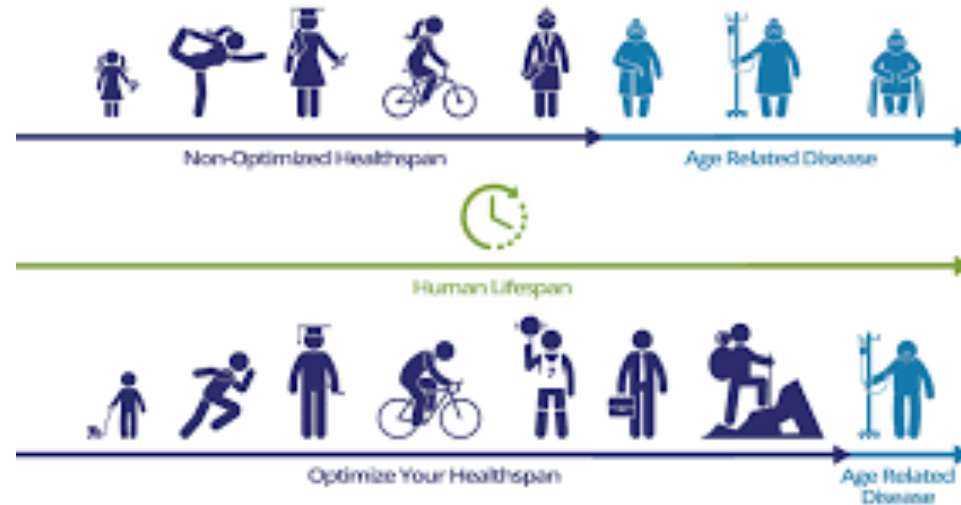 Non-Optimized Healthspan
Age Related Disease
Human Lifespan
Optimize Your Healthspan
Age Related
Disease